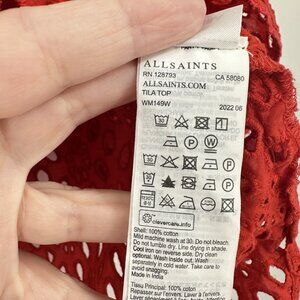 ALLSAINTS
RN 128793 CA 58080
ALLSAINTS.COM
TILA TOP
WM149W 2022 06
30
P W
30
P W
clevercare.info
Shell: 100% cotton
Mild machine wash at 30. Do not bleach.
Do not tumble dry. Line drying in shade.
Cool iron on reverse side. Dry clean
optional. Wash inside out. Wash
separately in cold water. Take care to
avoid snagging.
Made in India
Tissu Principal: 100% coton
Repasser sur l'envers. Laver à l'envers.